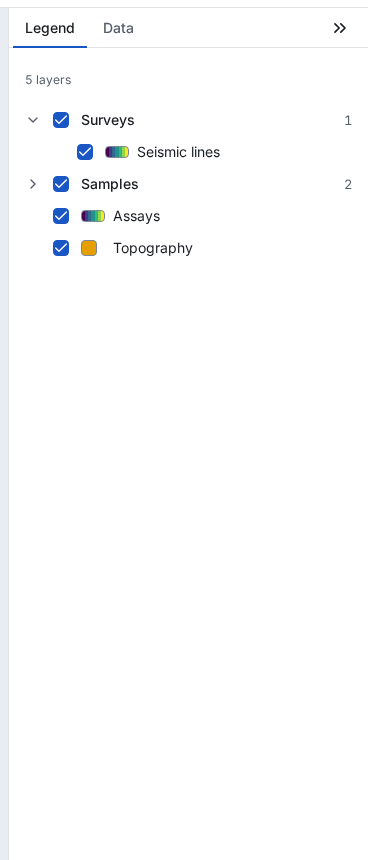 Legend Data
5 layers
Surveys 1
Seismic lines
Samples 2
Assays
Topography